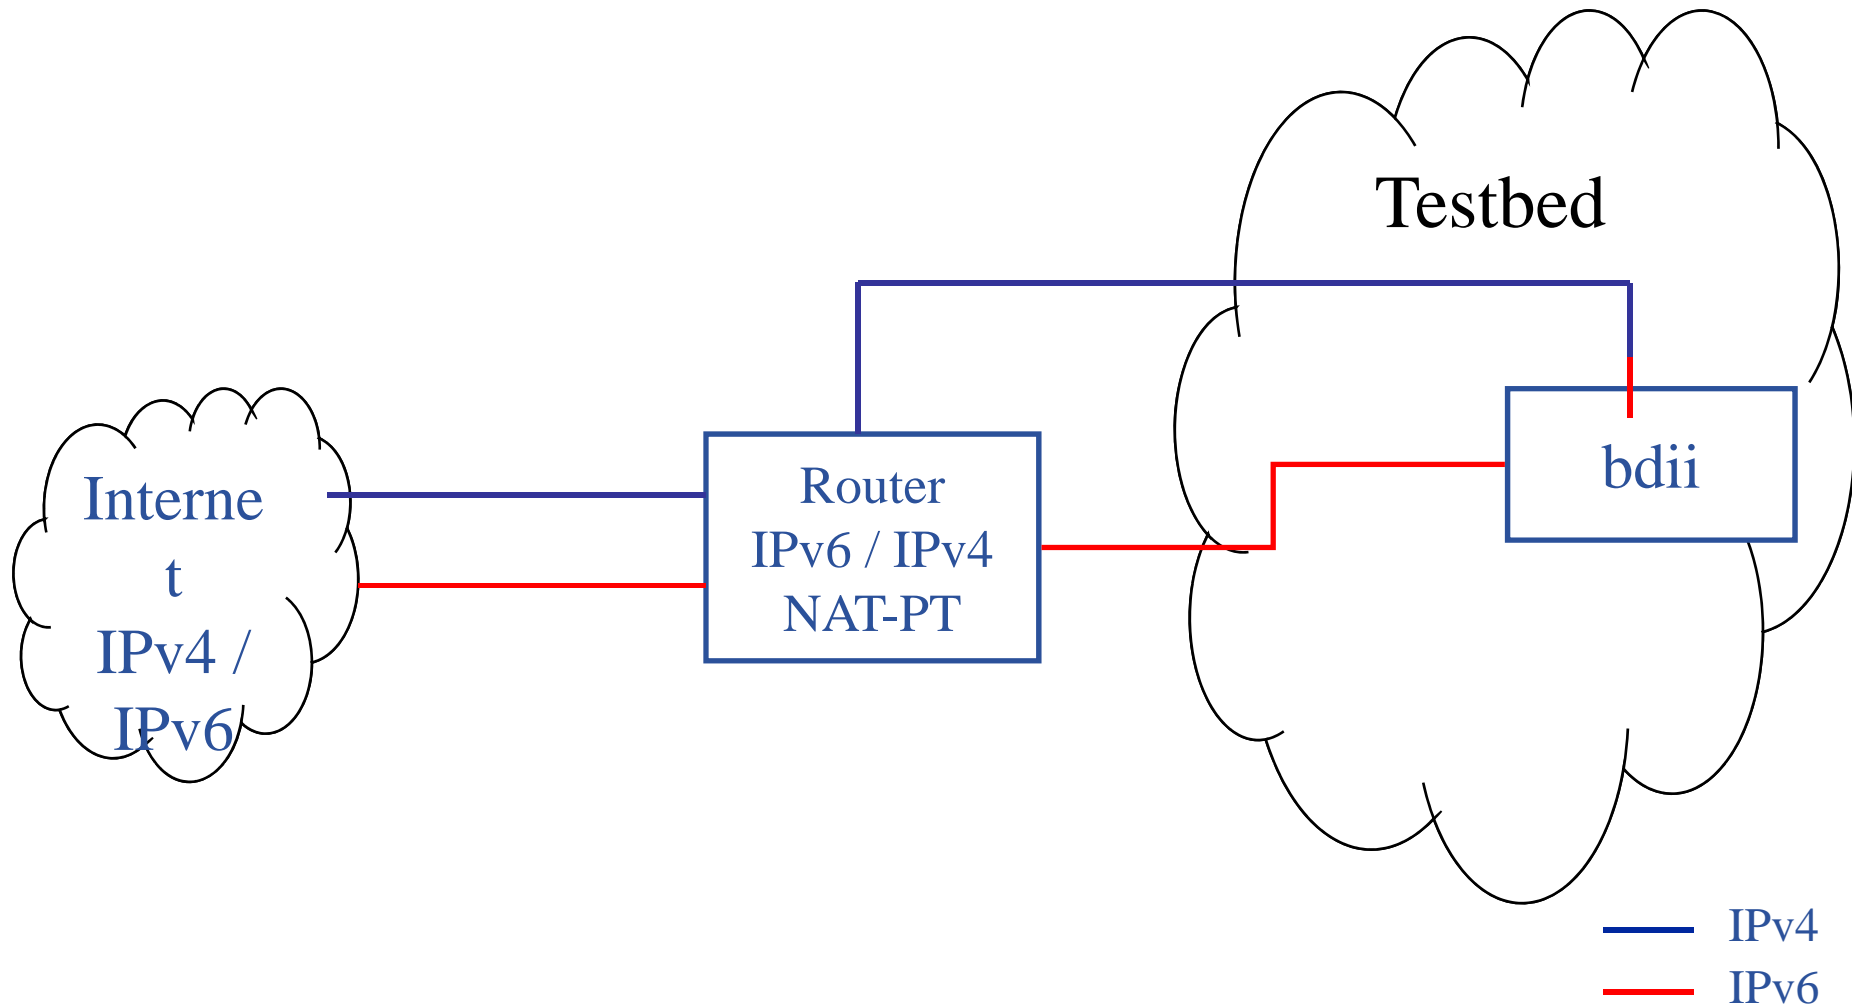 Testbed
Interne
t
IPv4 /
IPv6
Router
IPv6 / IPv4
NAT-PT
bdii
IPv4
IPv6